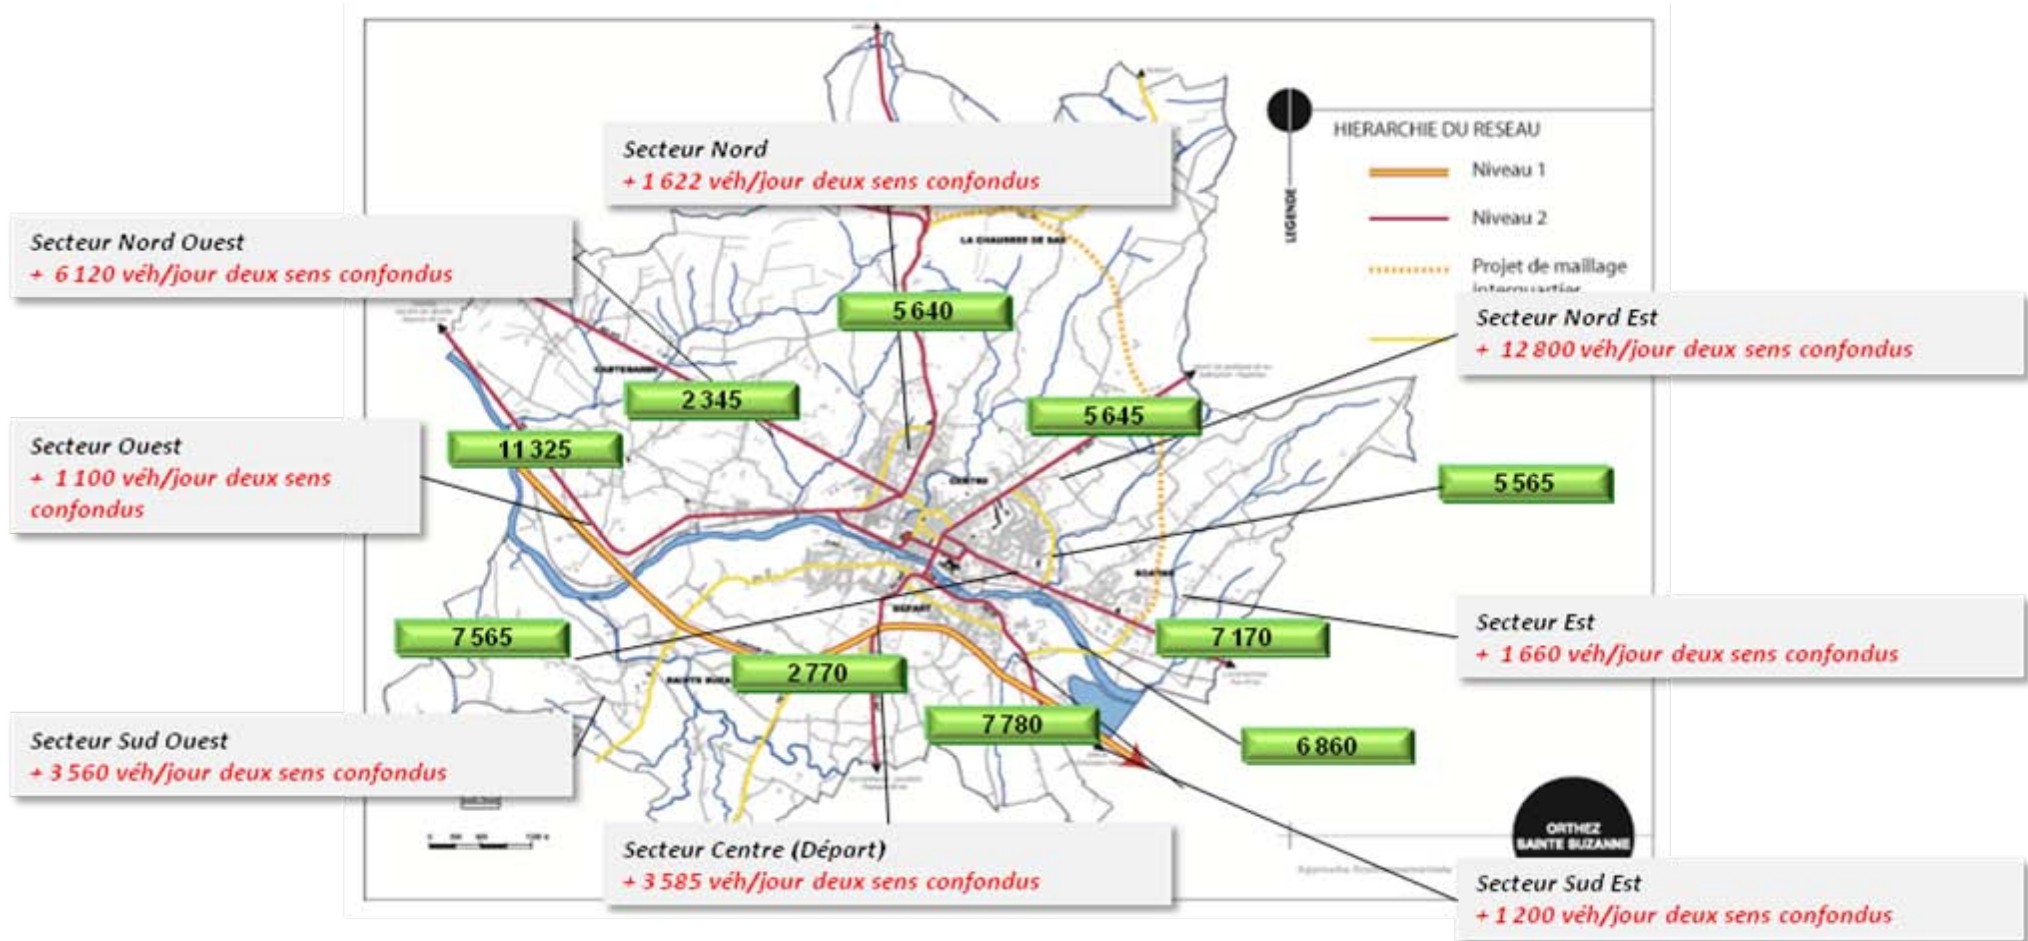 Secteur Nord
+ 1 622 véh/jour deux sens confondus
HIERARCHIE DU RESEAU
Niveau 1
Niveau 2
Projet de maillage
interquartier
LEGENDE
Secteur Nord Ouest
+ 6 120 véh/jour deux sens confondus
LA CHAUSSEE DE
5 640
Secteur Nord Est
+ 12 800 véh/jour deux sens confondus
CASTETARBE
2 345
5 645
11 325
Secteur Ouest
+ 1 100 véh/jour deux sens
confondus
CENTRE
5 565
SOARNS
DEPART
7 565
7 170
Secteur Est
+ 1 660 véh/jour deux sens confondus
SAINTE SUZA
2 770
7 780
6 860
Secteur Sud Ouest
+ 3 560 véh/jour deux sens confondus
ORTHEZ
SAINTE SUZANNE
Secteur Centre (Départ)
+ 3 585 véh/jour deux sens confondus
Secteur Sud Est
+ 1 200 véh/jour deux sens confondus